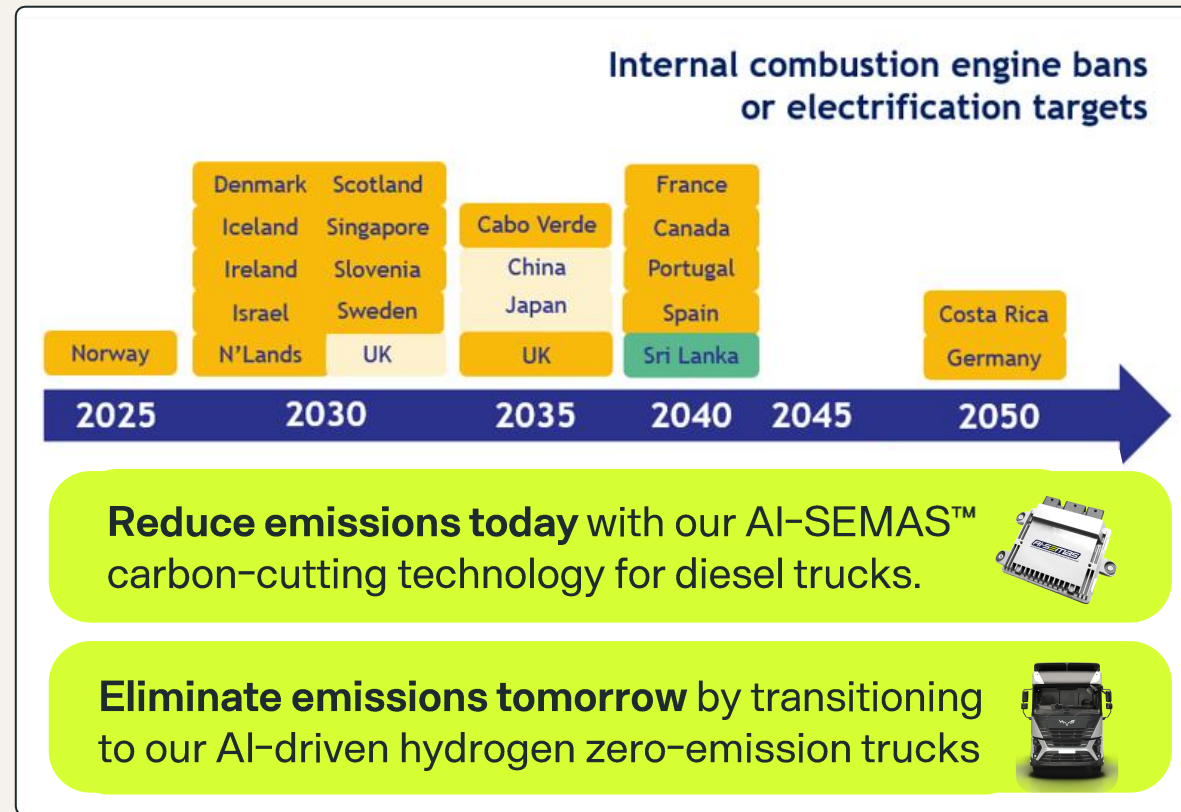 Internal combustion engine bans
or electrification targets
Denmark Scotland
Iceland Singapore
Ireland Slovenia
Israel Sweden
N'Lands UK
Norway
Cabo Verde
China
Japan
UK
France
Canada
Portugal
Spain
Sri Lanka
Costa Rica
Germany
2025 2030 2035 2040 2045 2050
Reduce emissions today with our AI-SEMAS™
carbon-cutting technology for diesel trucks.
AI-SEMAS
Eliminate emissions tomorrow by transitioning
to our AI-driven hydrogen zero-emission trucks